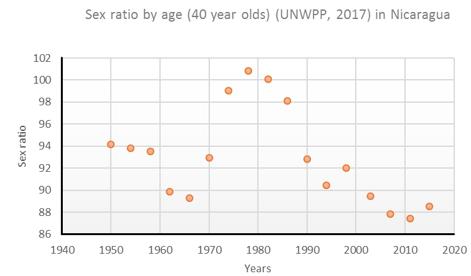 Sex ratio by age (40 year olds) (UNWPP, 2017) in Nicaragua
102
100
98
96
94
92
90
88
86
Sex ratio
1940 1950 1960 1970 1980 1990 2000 2010 2020
Years